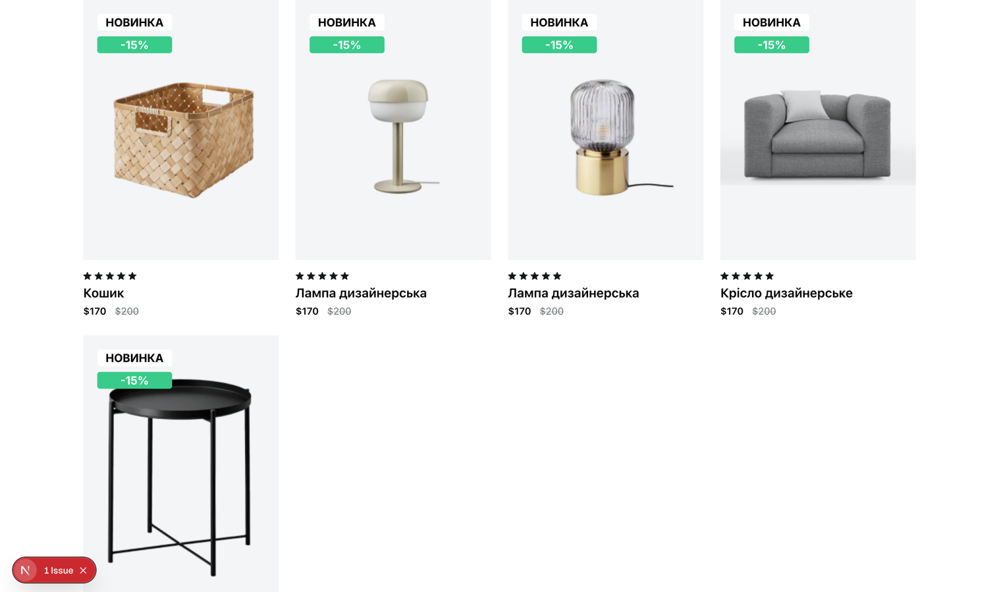 НОВИНКА
-15%
НОВИНКА
-15%
НОВИНКА
-15%
НОВИНКА
-15%
Кошик
$170 $200
Лампа дизайнерська
$170 $200
Лампа дизайнерська
$170 $200
Крісло дизайнерське
$170 $200
НОВИНКА
-15%
N 1 Issue